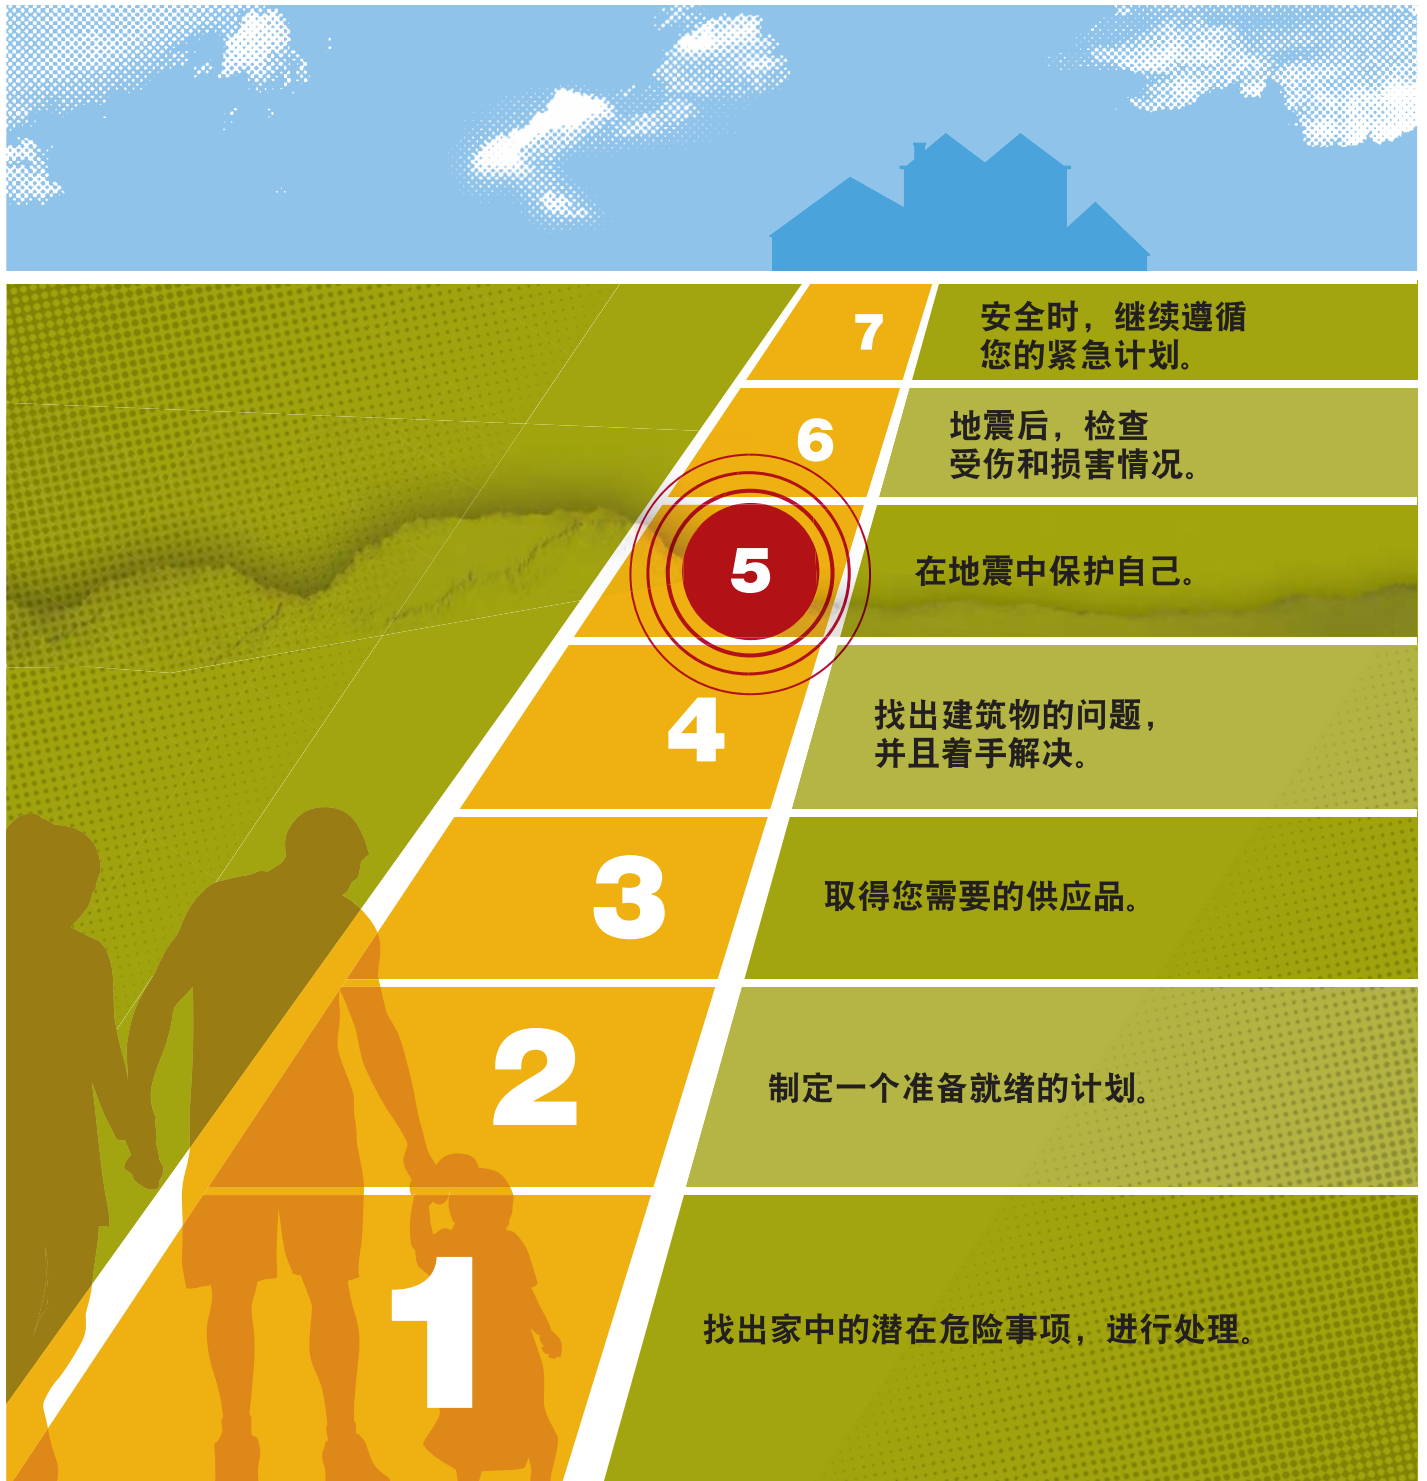 7
安全时，继续遵循
您的紧急计划。
6
地震后，检查
受伤和损害情况。
5
在地震中保护自己。
4
找出建筑物的问题，
并且着手解决。
3
取得您需要的供应品。
2
制定一个准备就绪的计划。
1
找出家中的潜在危险事项，进行处理。